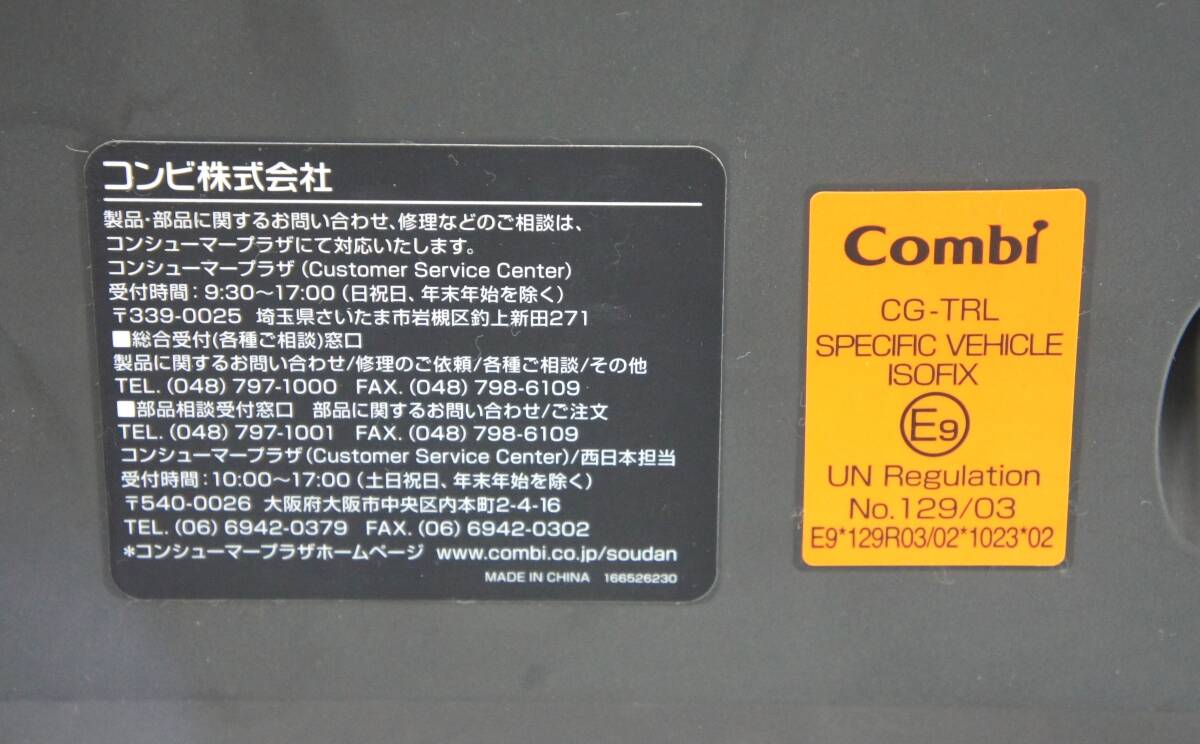 コンビ株式会社
製品・部品に関するお問い合わせ、修理などのご相談は、
コンシューマープラザにて対応いたします。
コンシューマープラザ (Customer Service Center)
受付時間：9:30～17:00 (日祝日、年末年始を除く)
〒339-0025 埼玉県さいたま市岩槻区釣上新田271
■総合受付(各種ご相談)窓口
製品に関するお問い合わせ/修理のご依頼/各種ご相談/その他
TEL. (048) 797-1000 FAX. (048) 798-6109
■部品相談受付窓口 部品に関するお問い合わせ/ご注文
TEL. (048) 797-1001 FAX. (048) 798-6109
コンシューマープラザ(Customer Service Center)/西日本担当
受付時間：10:00～17:00 (土日祝日、年末年始を除く)
〒540-0026 大阪府大阪市中央区内本町2-4-16
TEL. (06) 6942-0379 FAX. (06) 6942-0302
*コンシューマープラザホームページ www.combi.co.jp/soudan
MADE IN CHINA 166526230
Combi
CG-TRL
SPECIFIC VEHICLE
ISOFIX
E9
UN Regulation
No.129/03
E9*129R03/02*1023*02